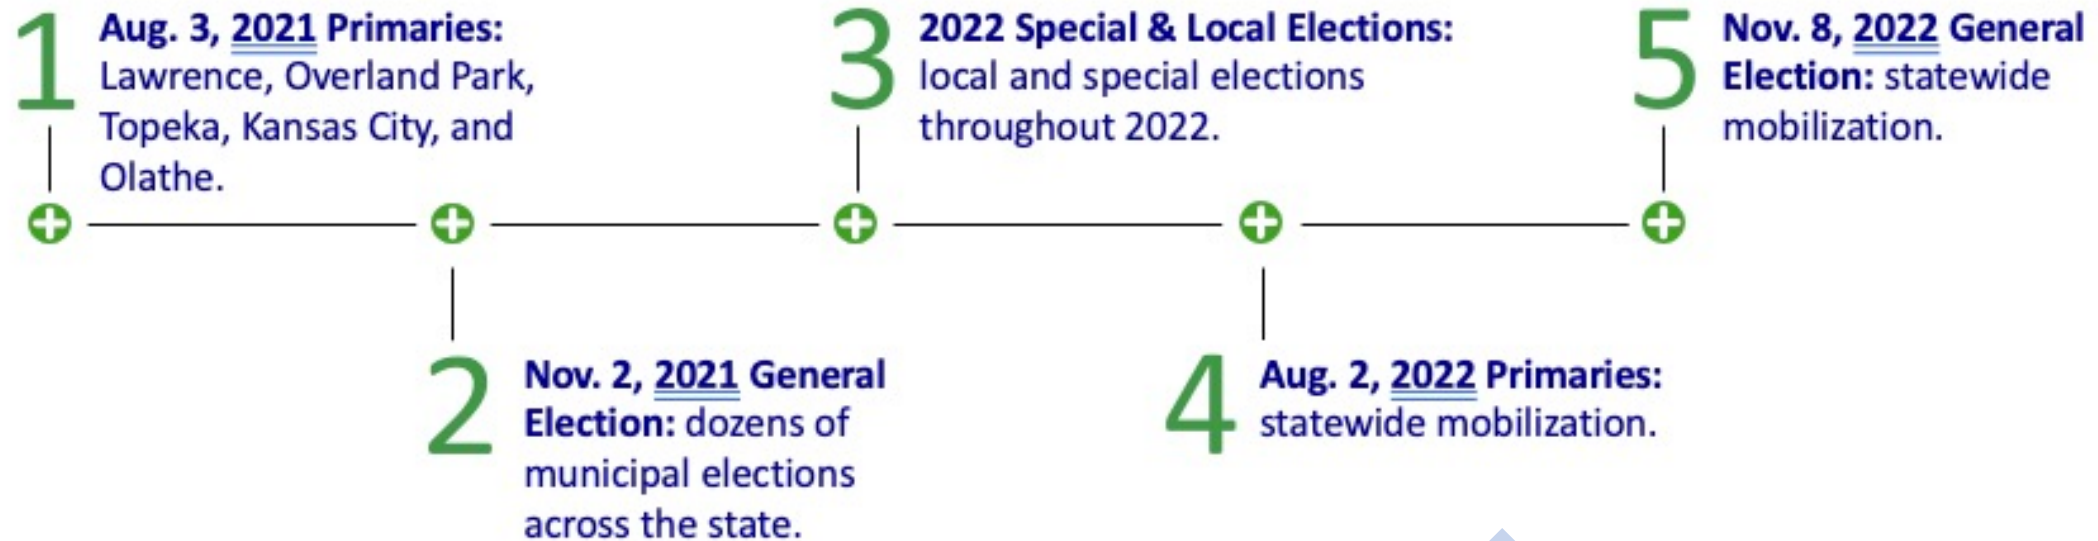 1
Aug. 3, 2021 Primaries:
Lawrence, Overland Park,
Topeka, Kansas City, and
Olathe.
2
Nov. 2, 2021 General
Election: dozens of
municipal elections
across the state.
3
2022 Special & Local Elections:
local and special elections
throughout 2022.
4
Aug. 2, 2022 Primaries:
statewide mobilization.
5
Nov. 8, 2022 General
Election: statewide
mobilization.